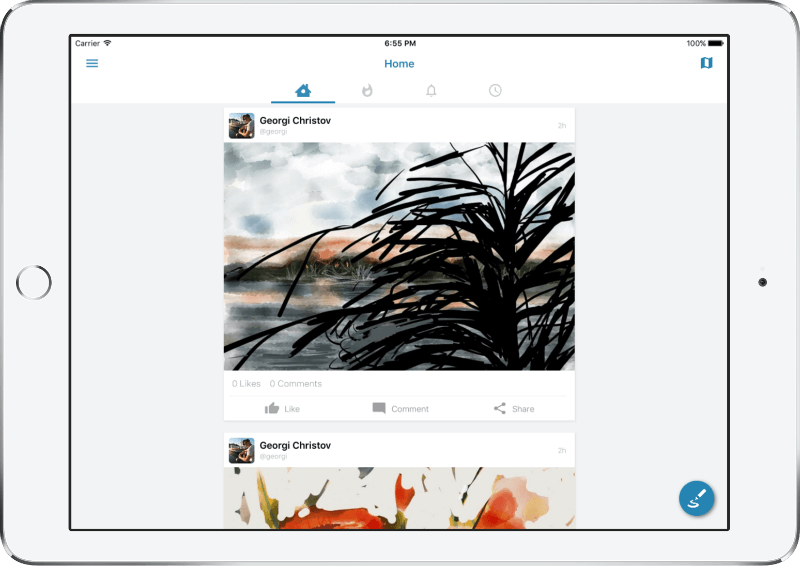 Carrier 6:55 PM 100%
Home
Georgi Christov 2h
@georgi
0 Likes 0 Comments
Like Comment Share
Georgi Christov 2h
@georgi